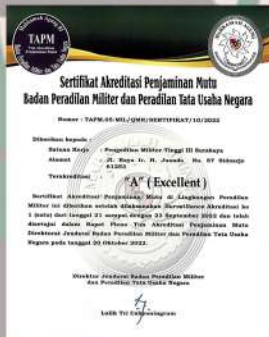 TAPM
Sertifikat Akreditasi Penjaminan Mutu
Badan Peradilan Militer dan Peradilan Tata Usaha Negara
Nomor : TAPM.05-MIL/QMR/SERTIFIKAT/10/2022
Diberikan kepada :
Satuan Kerja : Pengadilan Militer Tinggi III Surabaya
Alamat : Jl. Raya Ir. H. Juanda No. 87 Sidoarjo
61253
Terakreditasi :
"A" ( Excellent )
Sertifikat Akreditasi Penjaminan Mutu di Lingkungan Peradilan
Militer ini diberikan setelah dilaksanakan Surveillance Akreditasi ke
1 (satu) dari tanggal 21 sampai dengan 23 September 2022 dan telah
disetujui dalam Rapat Pleno Tim Akreditasi Penjaminan Mutu
Direktorat Jenderal Badan Peradilan Militer dan Peradilan Tata Usaha
Negara pada tanggal 20 Oktober 2022.
Direktur Jenderal Badan Peradilan Militer
dan Peradilan Tata Usaha Negara
Lulik Tri Cahyaningrum